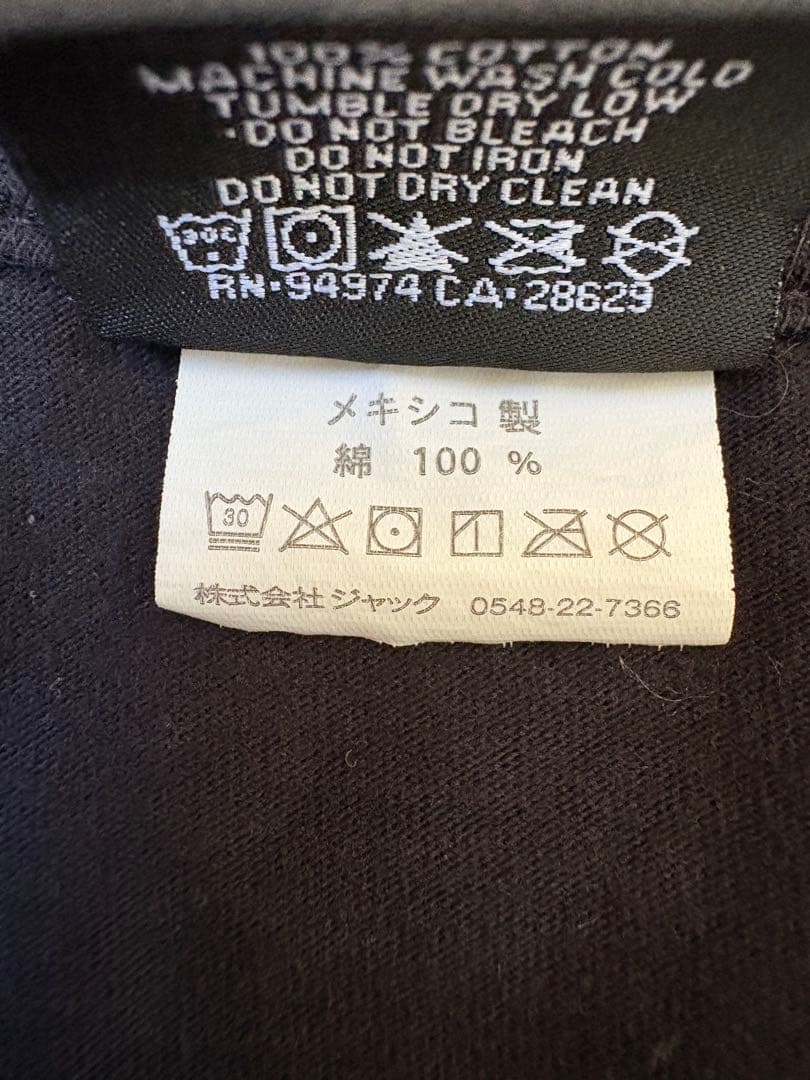 100% COTTON
MACHINE WASH COLD
TUMBLE DRY LOW
·DO NOT BLEACH
DO NOT IRON
DO NOT DRY CLEAN
30C
RN·94974 CA·28629
メキシコ 製
綿 100 %
30
株式会社 ジャック 0548-22-7366